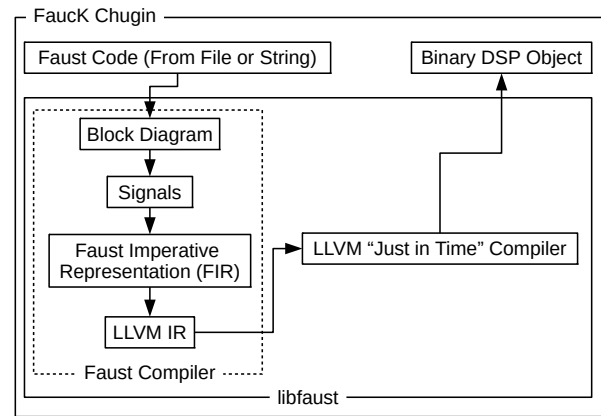 FaucK Chugin
Faust Code (From File or String)
Binary DSP Object
Block Diagram
Signals
Faust Imperative
Representation (FIR)
LLVM “Just in Time” Compiler
LLVM IR
Faust Compiler
libfaust